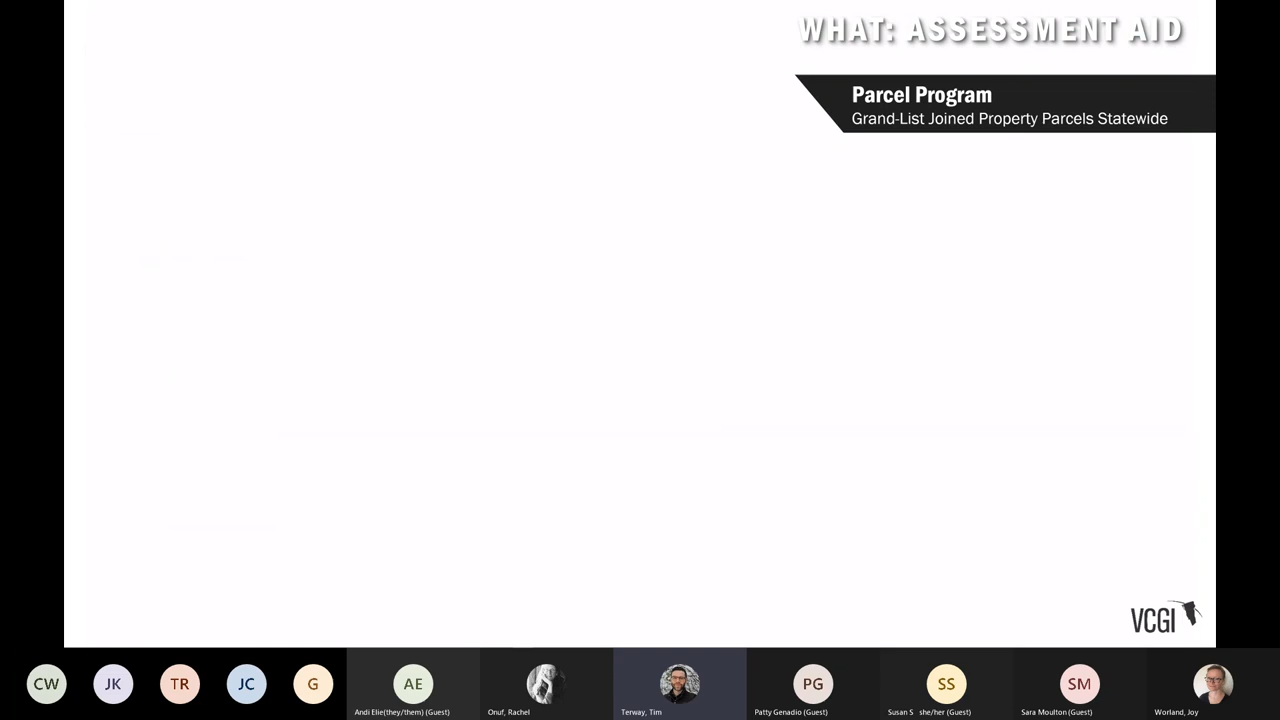 WHAT: ASSESSMENT AID
Parcel Program
Grand-List Joined Property Parcels Statewide
VCGI
CW
JK
TR
JC
G
AE
PG
SS
SM
Andi Elie(they/them) (Guest)
Onuf, Rachel
Terway, Tim
Patty Genadio (Guest)
Susan S she/her (Guest)
Sara Moulton (Guest)
Worland, Joy